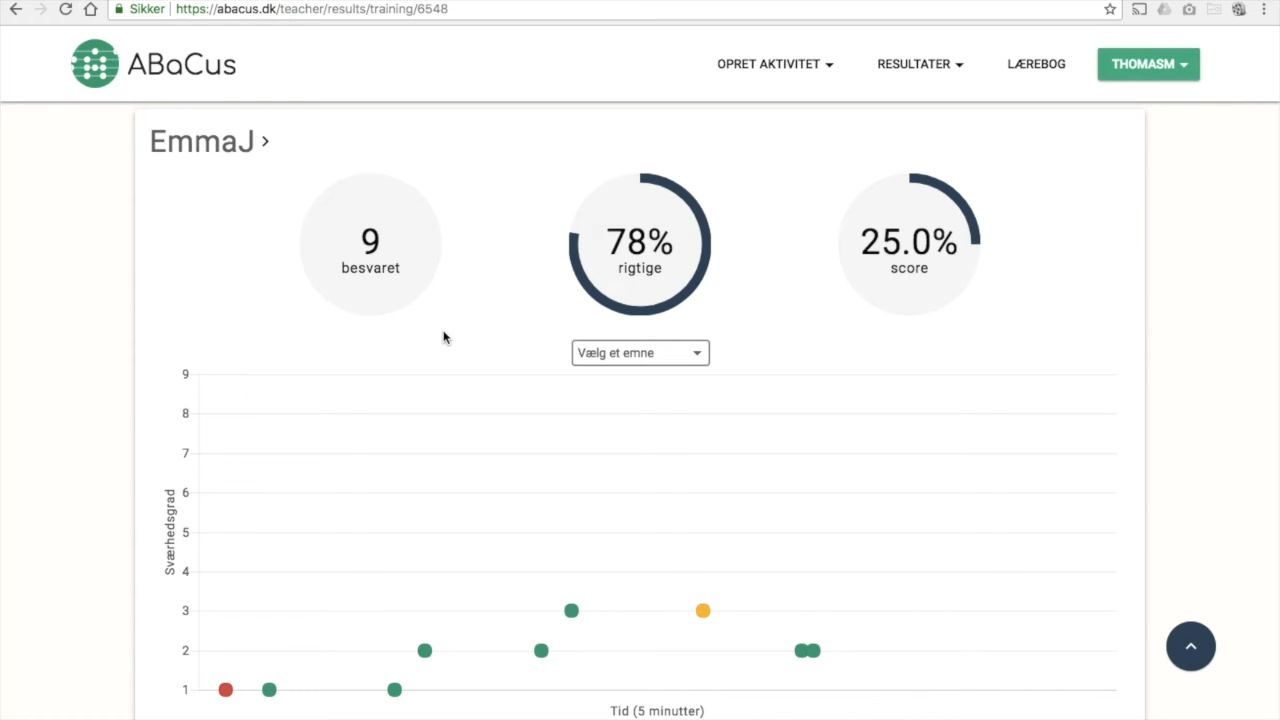 Sikker https://abacus.dk/teacher/results/training/6548
ABaCus
OPRET AKTIVITET RESULTATER LÆREBOG THOMASM
EmmaJ
9 78% 25.0%
besvaret rigtige score
Vælg et emne
9
8
7
6
5
4
3
2
1
Sværhedsgrad
Tid (5 minutter)